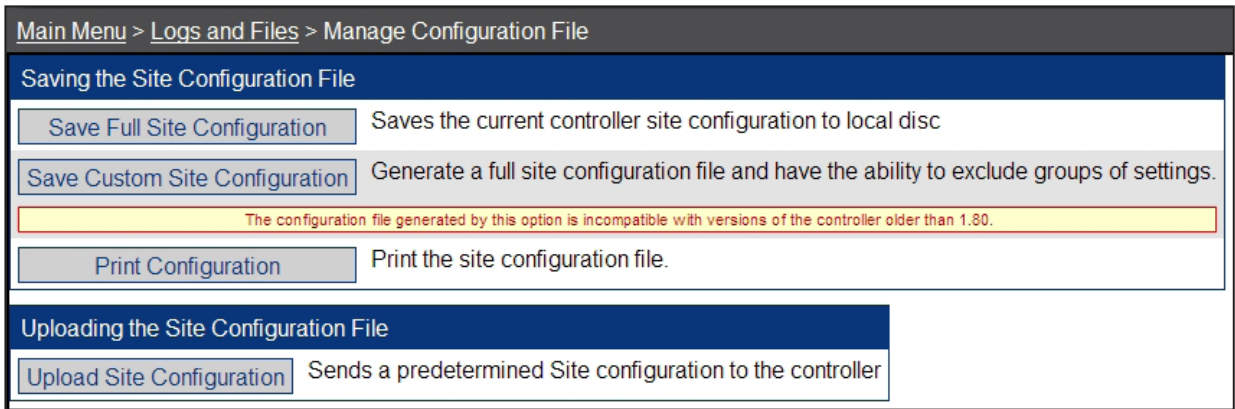 Main Menu > Logs and Files > Manage Configuration File
Saving the Site Configuration File
Save Full Site Configuration Saves the current controller site configuration to local disc
Save Custom Site Configuration Generate a full site configuration file and have the ability to exclude groups of settings.
The configuration file generated by this option is incompatible with versions of the controller older than 1.80.
Print Configuration Print the site configuration file.
Uploading the Site Configuration File
Upload Site Configuration Sends a predetermined Site configuration to the controller